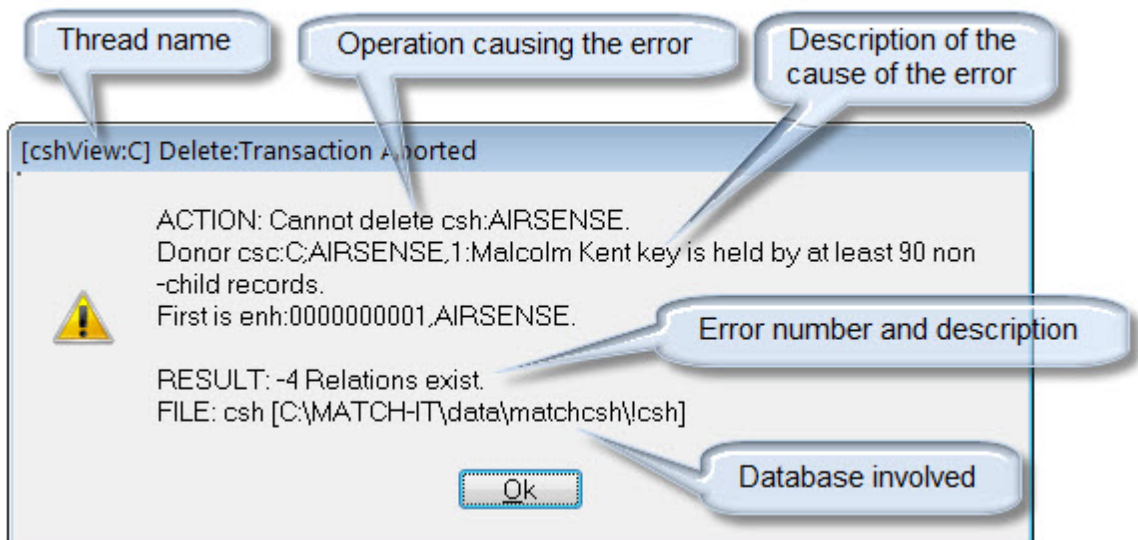 Thread name
Operation causing the error
Description of the
cause of the error
[cshView:C] Delete:Transaction Aborted
ACTION: Cannot delete csh:AIRSENSE.
Donor csc:C;AIRSENSE,1:Malcolm Kent key is held by at least 90 non
-child records.
First is enh:0000000001,AIRSENSE.
Error number and description
RESULT: -4 Relations exist.
FILE: csh [C:\MATCH-IT\data\matchcsh\!csh]
Database involved
Ok